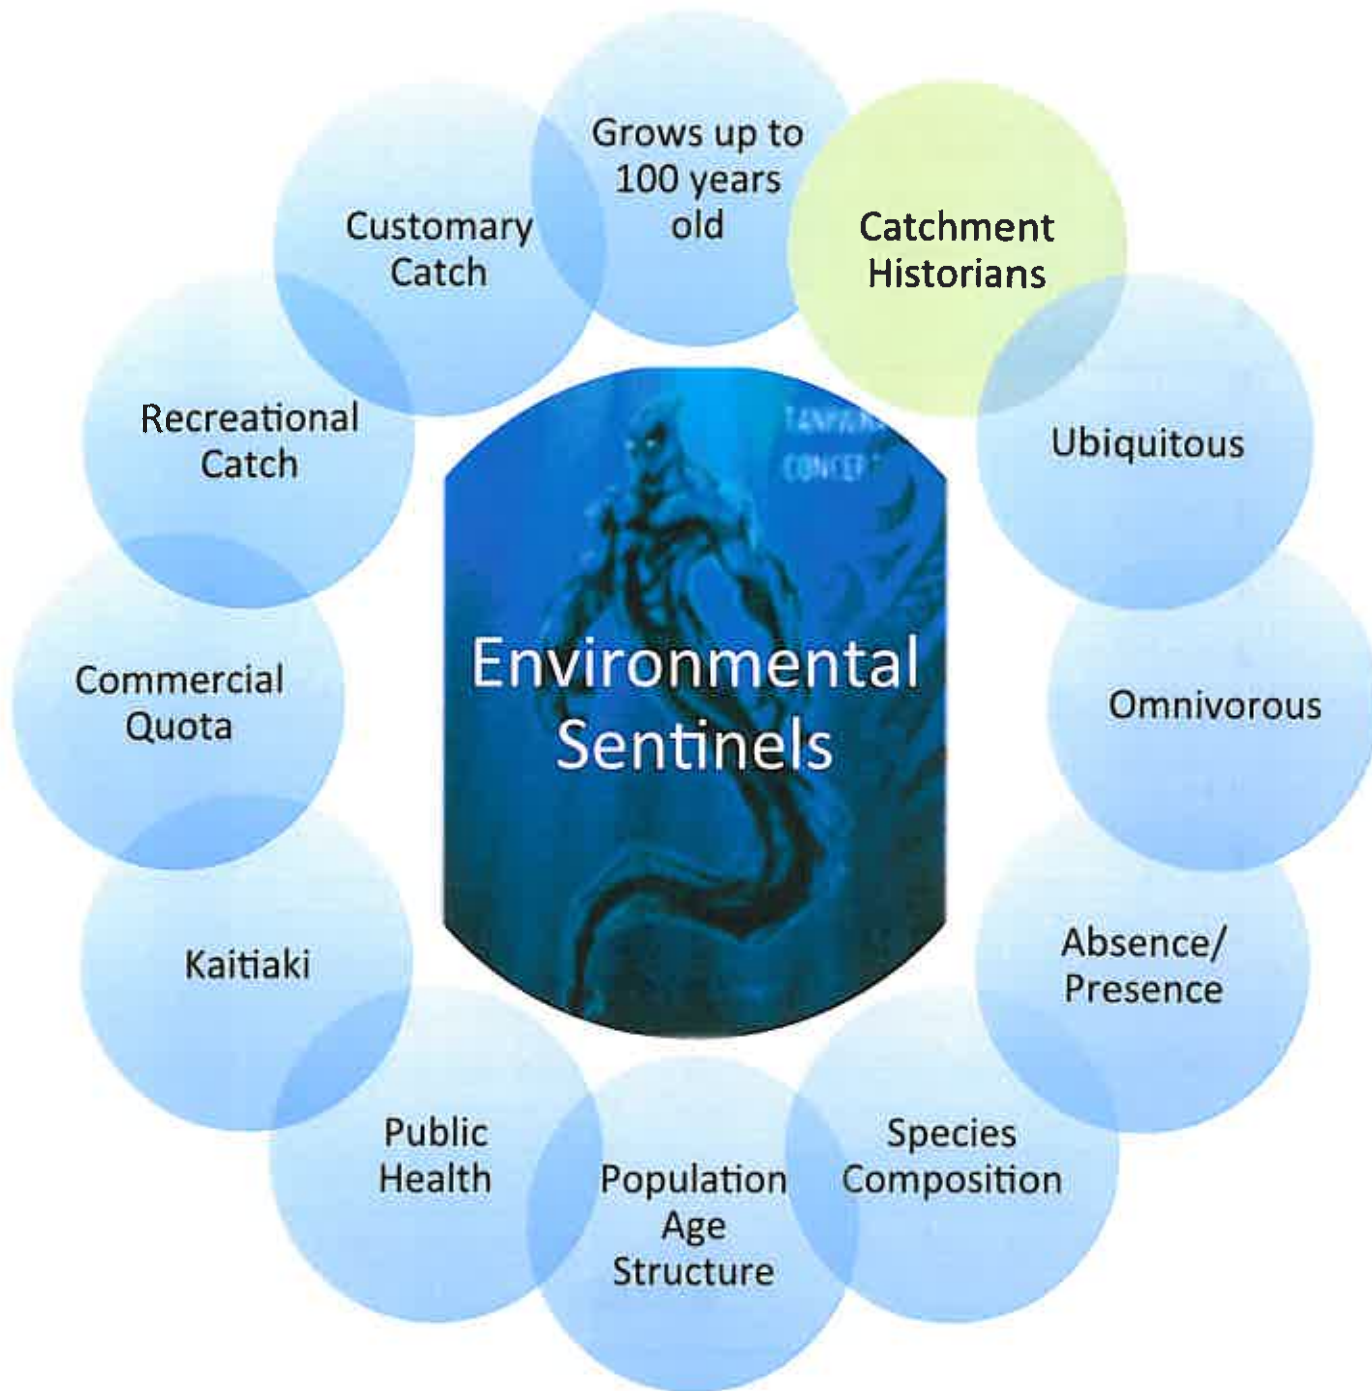 Grows up to
100 years
old
Catchment
Historians
Ubiquitous
Omnivorous
Absence/
Presence
Species
Composition
Population
Age
Structure
Public
Health
Kaitiaki
Commercial
Quota
Recreational
Catch
Customary
Catch
Environmental
Sentinels